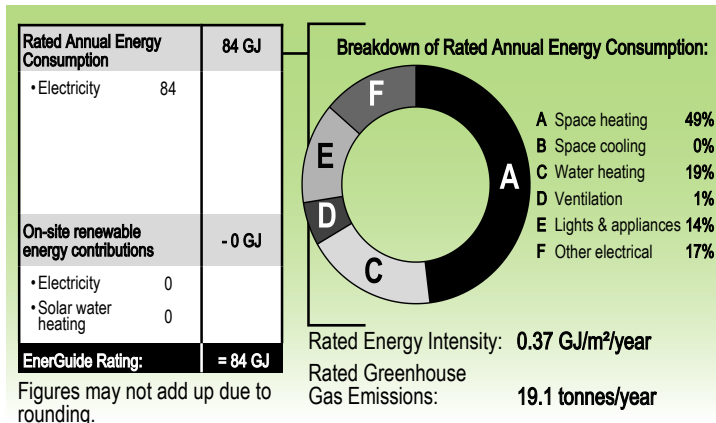 Rated Annual Energy
Consumption
84 GJ
• Electricity 84
On-site renewable
energy contributions
- 0 GJ
• Electricity 0
• Solar water
heating
0
EnerGuide Rating: = 84 GJ
Figures may not add up due to
rounding.
Breakdown of Rated Annual Energy Consumption:
F
E
D
C
A
A Space heating 49%
B Space cooling 0%
C Water heating 19%
D Ventilation 1%
E Lights & appliances 14%
F Other electrical 17%
Rated Energy Intensity: 0.37 GJ/m²/year
Rated Greenhouse
Gas Emissions: 19.1 tonnes/year